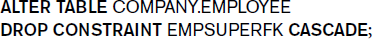 ALTER TABLE COMPANY.EMPLOYEE
DROP CONSTRAINT EMPSUPERFK CASCADE;